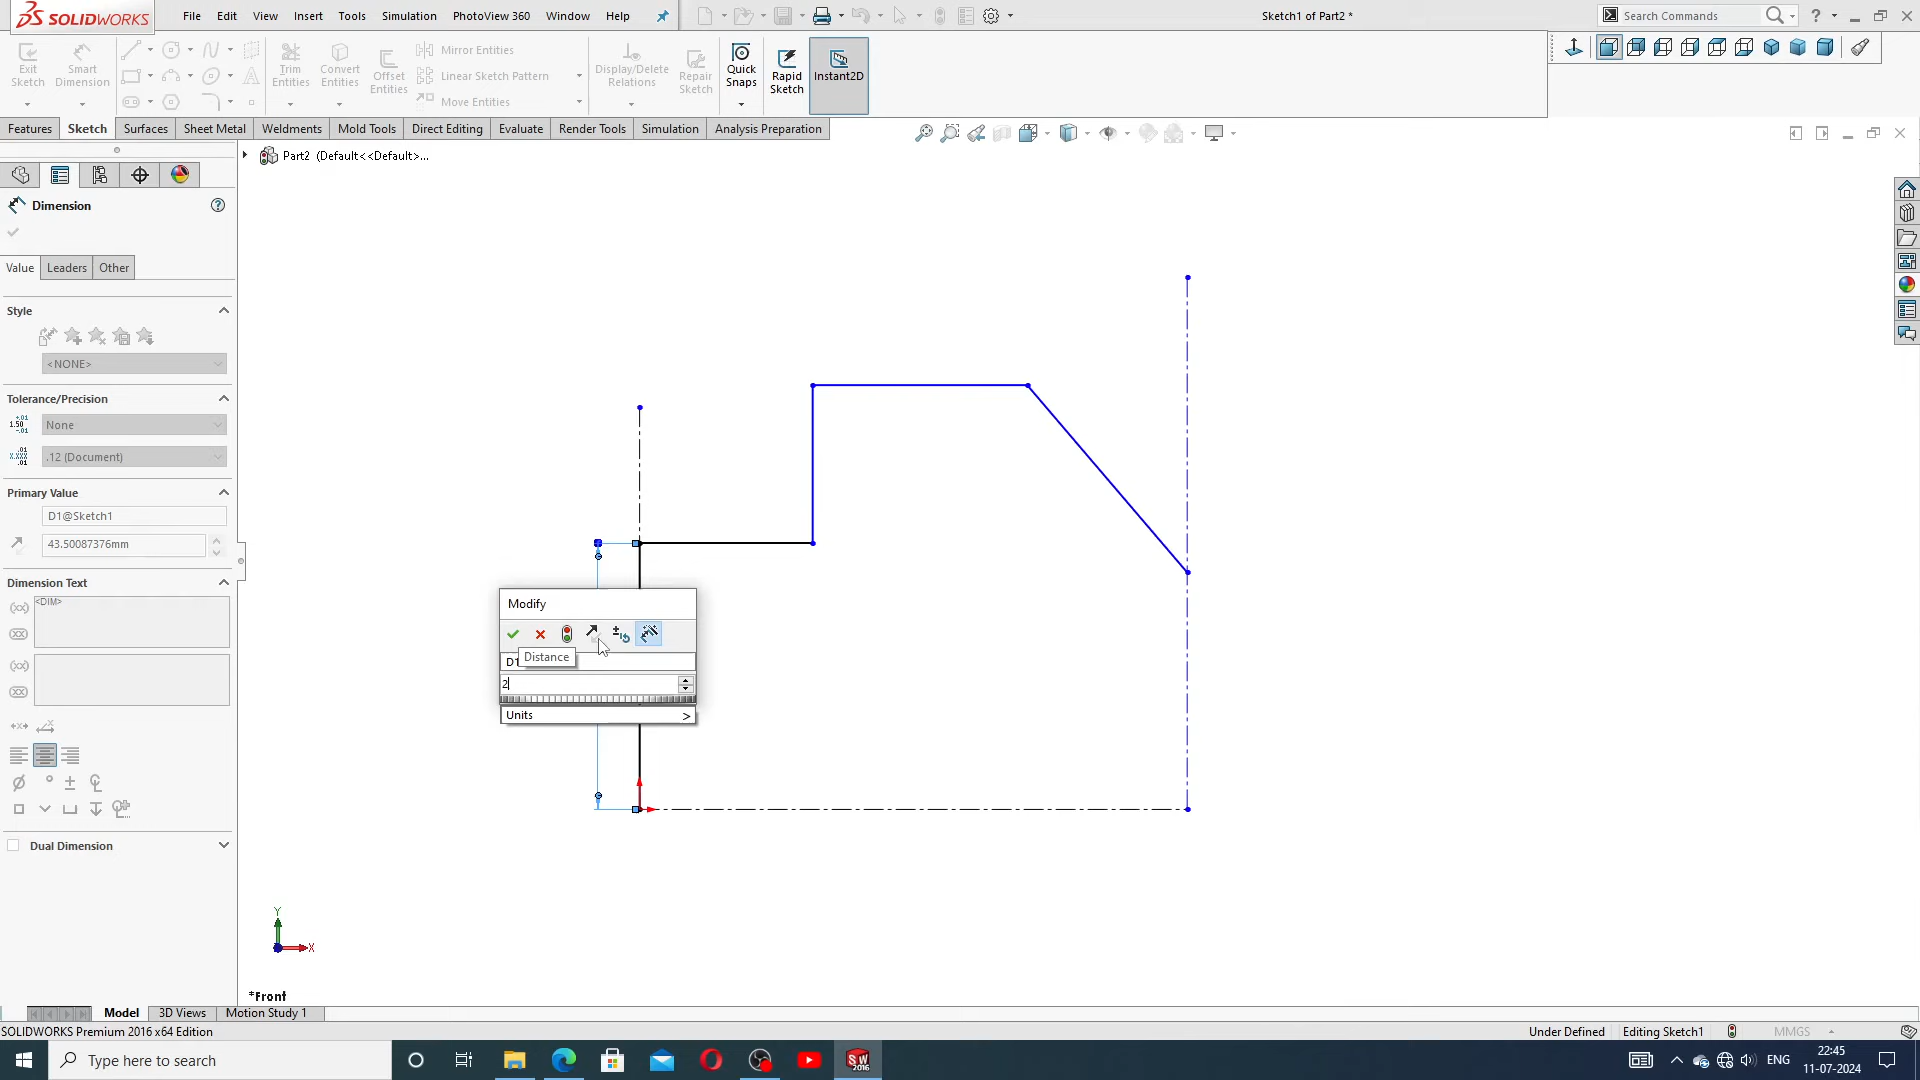 SOLIDWORKS
File Edit View Insert Tools Simulation PhotoView 360 Window Help
Sketch1 of Part2 *
Search Commands
Exit Sketch
Smart Dimension
Trim Entities
Convert Entities
Offset Entities
Mirror Entities
Linear Sketch Pattern
Move Entities
Display/Delete Relations
Repair Sketch
Quick Snaps
Rapid Sketch
Instant2D
Features Sketch Surfaces Sheet Metal Weldments Mold Tools Direct Editing Evaluate Render Tools Simulation Analysis Preparation
Part2 (Default<<Default>...
Dimension
Value Leaders Other
Style
<NONE>
Tolerance/Precision
None
.12 (Document)
Primary Value
D1@Sketch1
43.50087376mm
Dimension Text
<DIM>
Dual Dimension
Modify
D1
Distance
2
Units >
Y
X
*Front
Model 3D Views Motion Study 1
SOLIDWORKS Premium 2016 x64 Edition
Under Defined Editing Sketch1 MMGS
Type here to search
ENG
22:45
11-07-2024